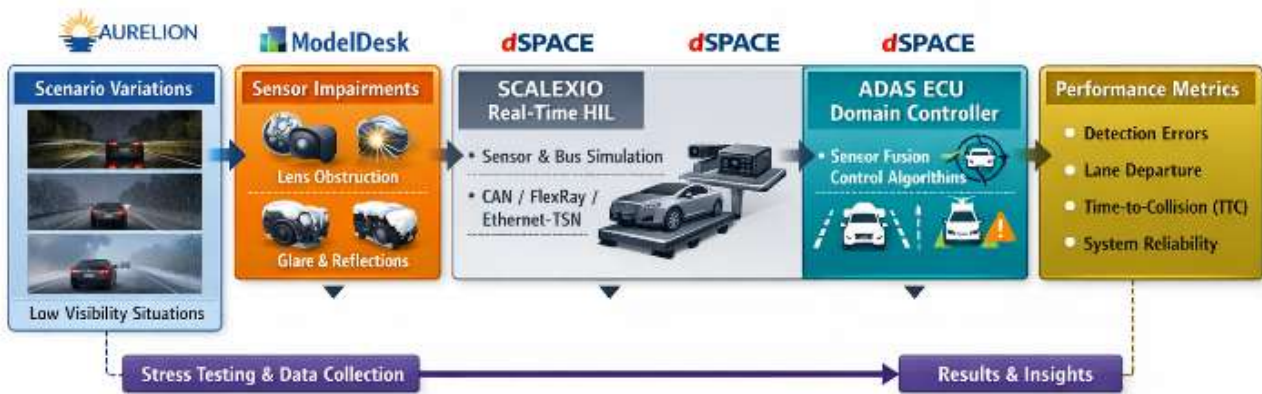 AURELION
ModelDesk
dSPACE
dSPACE
dSPACE
Scenario Variations
Low Visibility Situations
Sensor Impairments
Lens Obstruction
Glare & Reflections
SCALEXIO
Real-Time HIL
• Sensor & Bus Simulation
• CAN / FlexRay /
Ethernet-TSN
ADAS ECU
Domain Controller
• Sensor Fusion
Control Algorithins
Performance Metrics
Detection Errors
Lane Departure
Time-to-Collision (TTC)
System Reliability
Stress Testing & Data Collection
Results & Insights